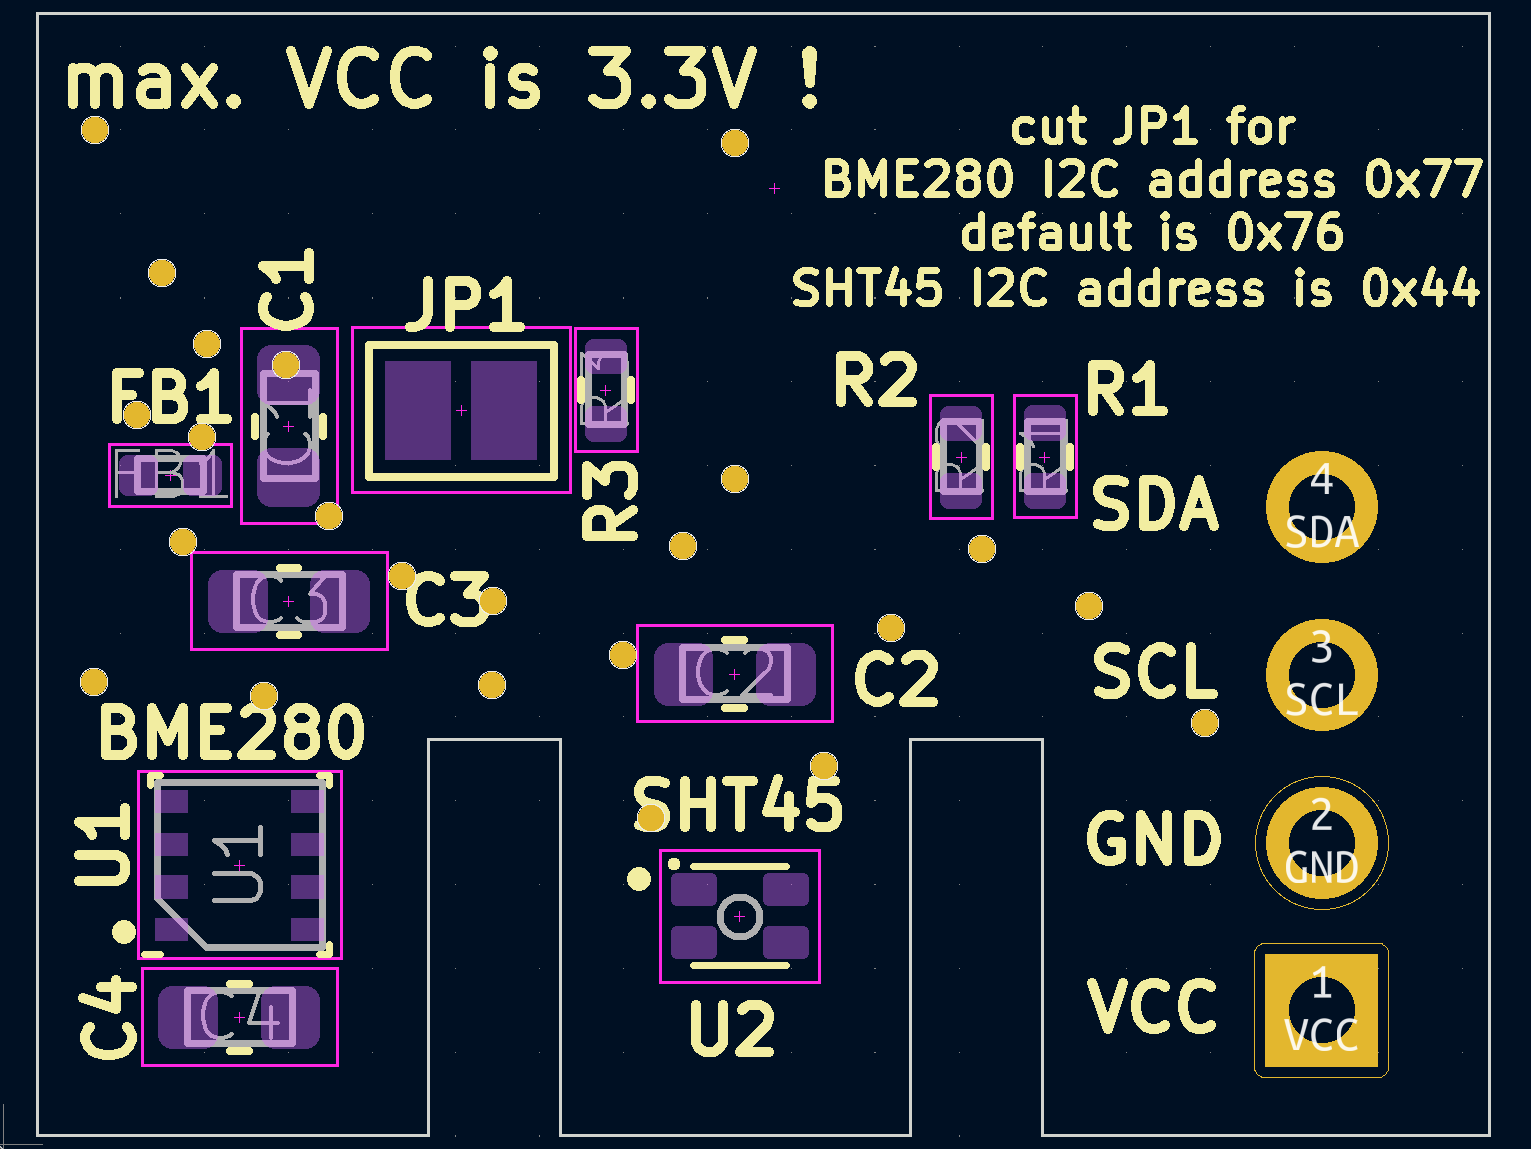 max. VCC is 3.3V !
cut JP1 for
BME280 I2C address 0x77
default is 0x76
SHT45 I2C address is 0x44
C1
JP1
R2
R1
FB1
C1
R3
R2
R1
FB1
R3
SDA
4
SDA
C3
C3
C2
C2
SCL
3
SCL
BME280
SHT45
U1
U1
GND
2
GND
C4
C4
U2
VCC
1
VCC